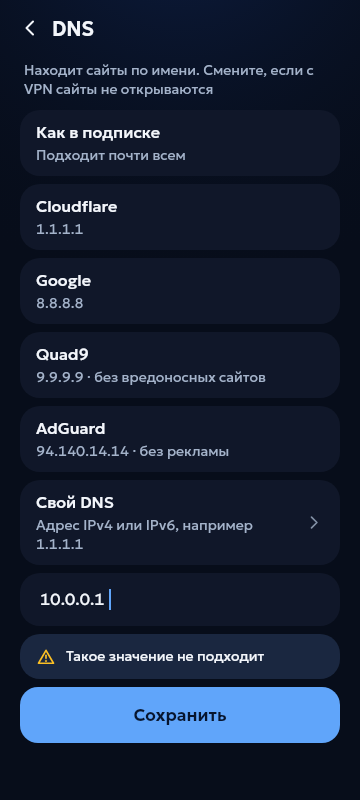 DNS
Находит сайты по имени. Смените, если с
VPN сайты не открываются
Как в подписке
Подходит почти всем
Cloudflare
1.1.1.1
Google
8.8.8.8
Quad9
9.9.9.9 · без вредоносных сайтов
AdGuard
94.140.14.14 · без рекламы
Свой DNS
Адрес IPv4 или IPv6, например
1.1.1.1
10.0.0.1
Такое значение не подходит
Сохранить